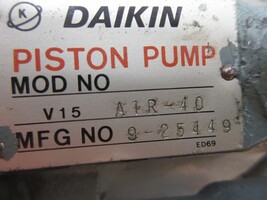 K DAIKIN
PISTON PUMP
MOD NO
V15 A1R-40
MFG NO 9-25449
ED69